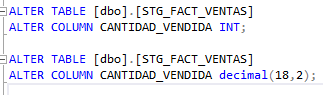 ALTER TABLE [dbo].[STG_FACT_VENTAS]
ALTER COLUMN CANTIDAD_VENDIDA INT;
ALTER TABLE [dbo].[STG_FACT_VENTAS]
ALTER COLUMN CANTIDAD_VENDIDA decimal(18,2);